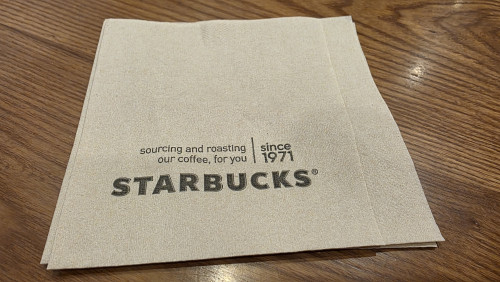 sourcing and roasting
our coffee, for you
since
1971
STARBUCKS®